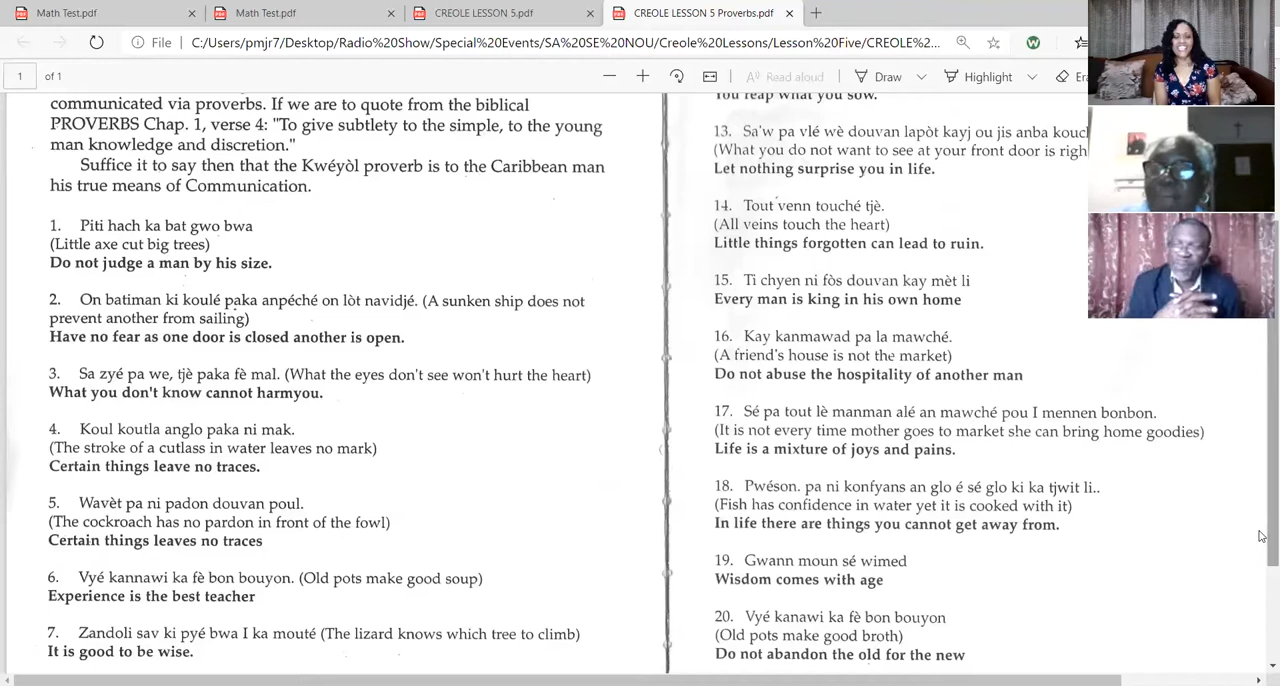 Math Test.pdf
Math Test.pdf
CREOLE LESSON 5.pdf
CREOLE LESSON 5 Proverbs.pdf
File
C:/Users/pmjr7/Desktop/Radio%20Show/Special%20Events/SA%20SE%20NOU/Creole%20Lessons/Lesson%20Five/CREOLE%2...
1 of 1
Read aloud
Draw
Highlight
communicated via proverbs. If we are to quote from the biblical
PROVERBS Chap. 1, verse 4: "To give subtlety to the simple, to the young
man knowledge and discretion."
Suffice it to say then that the Kwéyòl proverb is to the Caribbean man
his true means of Communication.
1. Piti hach ka bat gwo bwa
(Little axe cut big trees)
Do not judge a man by his size.
2. On batiman ki koulé paka anpéché on lòt navidjé. (A sunken ship does not
prevent another from sailing)
Have no fear as one door is closed another is open.
3. Sa zyé pa we, tjè paka fè mal. (What the eyes don't see won't hurt the heart)
What you don't know cannot harmyou.
4. Koul koutla anglo paka ni mak.
(The stroke of a cutlass in water leaves no mark)
Certain things leave no traces.
5. Wavèt pa ni padon douvan poul.
(The cockroach has no pardon in front of the fowl)
Certain things leaves no traces
6. Vyé kannawi ka fè bon bouyon. (Old pots make good soup)
Experience is the best teacher
7. Zandoli sav ki pyé bwa I ka mouté (The lizard knows which tree to climb)
It is good to be wise.
You reap what you sow.
13. Sa'w pa vlé wè douvan lapòt kayj ou jis anba
(What you do not want to see at your front door is
Let nothing surprise you in life.
14. Tout venn touché tjè.
(All veins touch the heart)
Little things forgotten can lead to ruin.
15. Ti chyen ni fòs douvan kay mèt li
Every man is king in his own home
16. Kay kanmawad pa la mawché.
(A friend's house is not the market)
Do not abuse the hospitality of another man
17. Sé pa tout lè manman alé an mawché pou I mennen bonbon.
(It is not every time mother goes to market she can bring home goodies)
Life is a mixture of joys and pains.
18. Pwéson. pa ni konfyans an glo é sé glo ki ka tjwit li..
(Fish has confidence in water yet it is cooked with it)
In life there are things you cannot get away from.
19. Gwann moun sé wimed
Wisdom comes with age
20. Vyé kanawi ka fè bon bouyon
(Old pots make good broth)
Do not abandon the old for the new